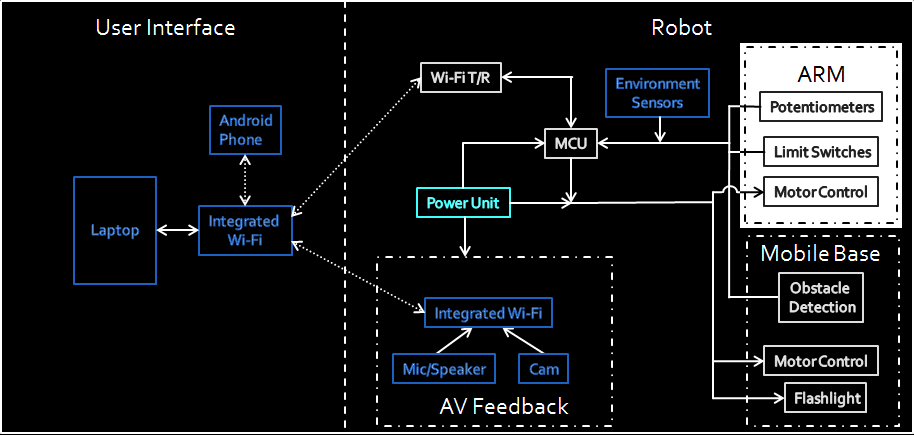 User Interface
Robot
Android
Phone
Laptop
Integrated
Wi-Fi
Wi-Fi T/R
Environment
Sensors
MCU
Power Unit
Integrated Wi-Fi
Mic/Speaker
Cam
AV Feedback
ARM
Potentiometers
Limit Switches
Motor Control
Mobile Base
Obstacle
Detection
Motor Control
Flashlight